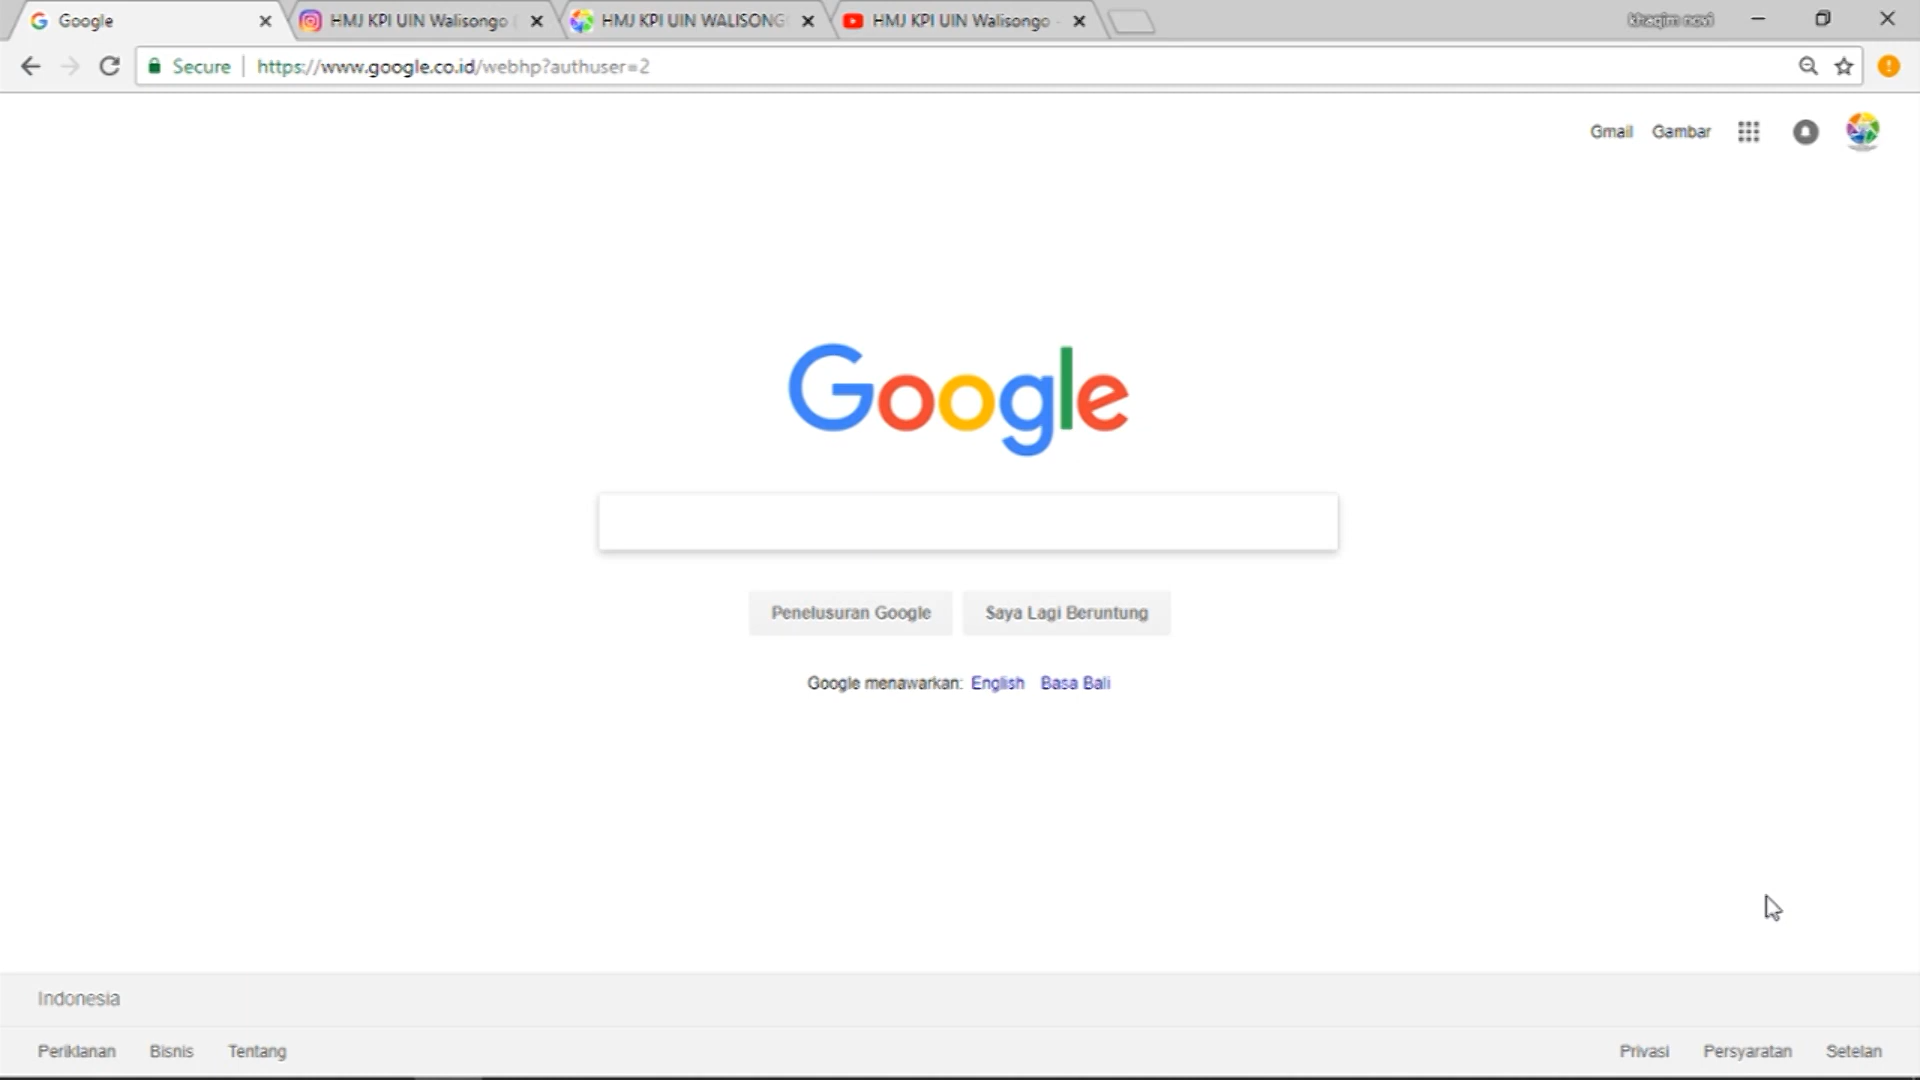 Google
HMJ KPI UIN Walisongo
HMJ KPI UIN WALISONG
HMJ KPI UIN Walisongo -
khaqim novi
Secure
https://www.google.co.id/webhp?authuser=2
Gmail
Gambar
Google
Penelusuran Google
Saya Lagi Beruntung
Google menawarkan: English Basa Bali
Indonesia
Periklanan
Bisnis
Tentang
Privasi
Persyaratan
Setelan